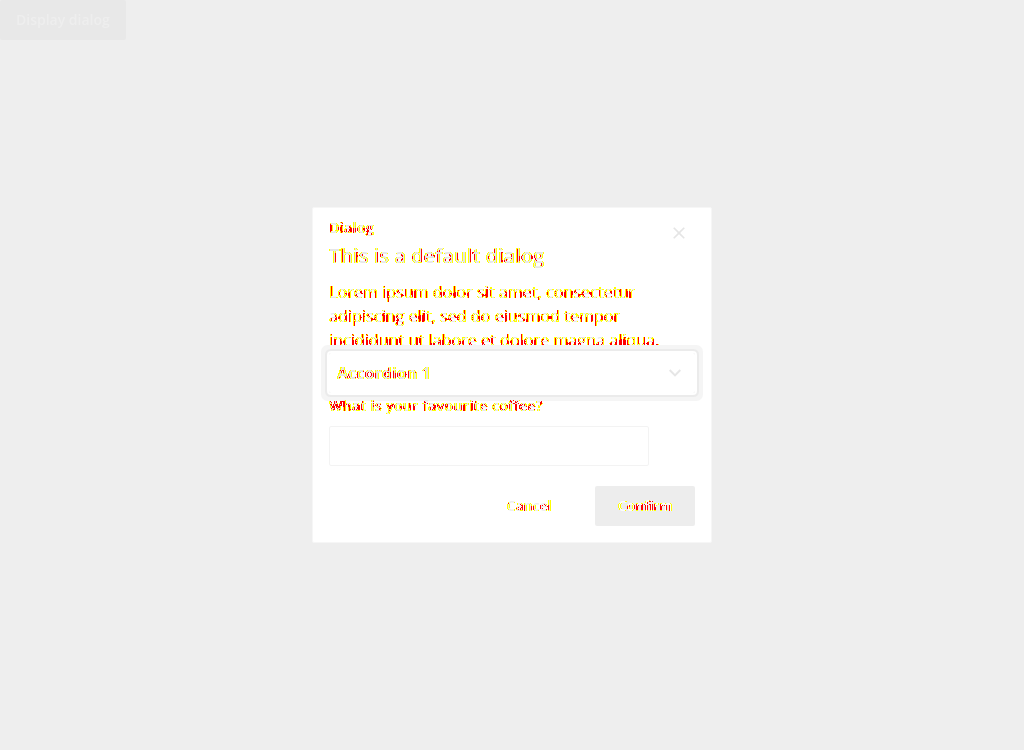 Display dialog
Dialog
This is a default dialog
Lorem ipsum dolor sit amet, consectetur
adipiscing elit, sed do eiusmod tempor
incididunt ut labore et dolore magna aliqua.
Accordion 1
What is your favourite coffee?
Cancel
Confirm